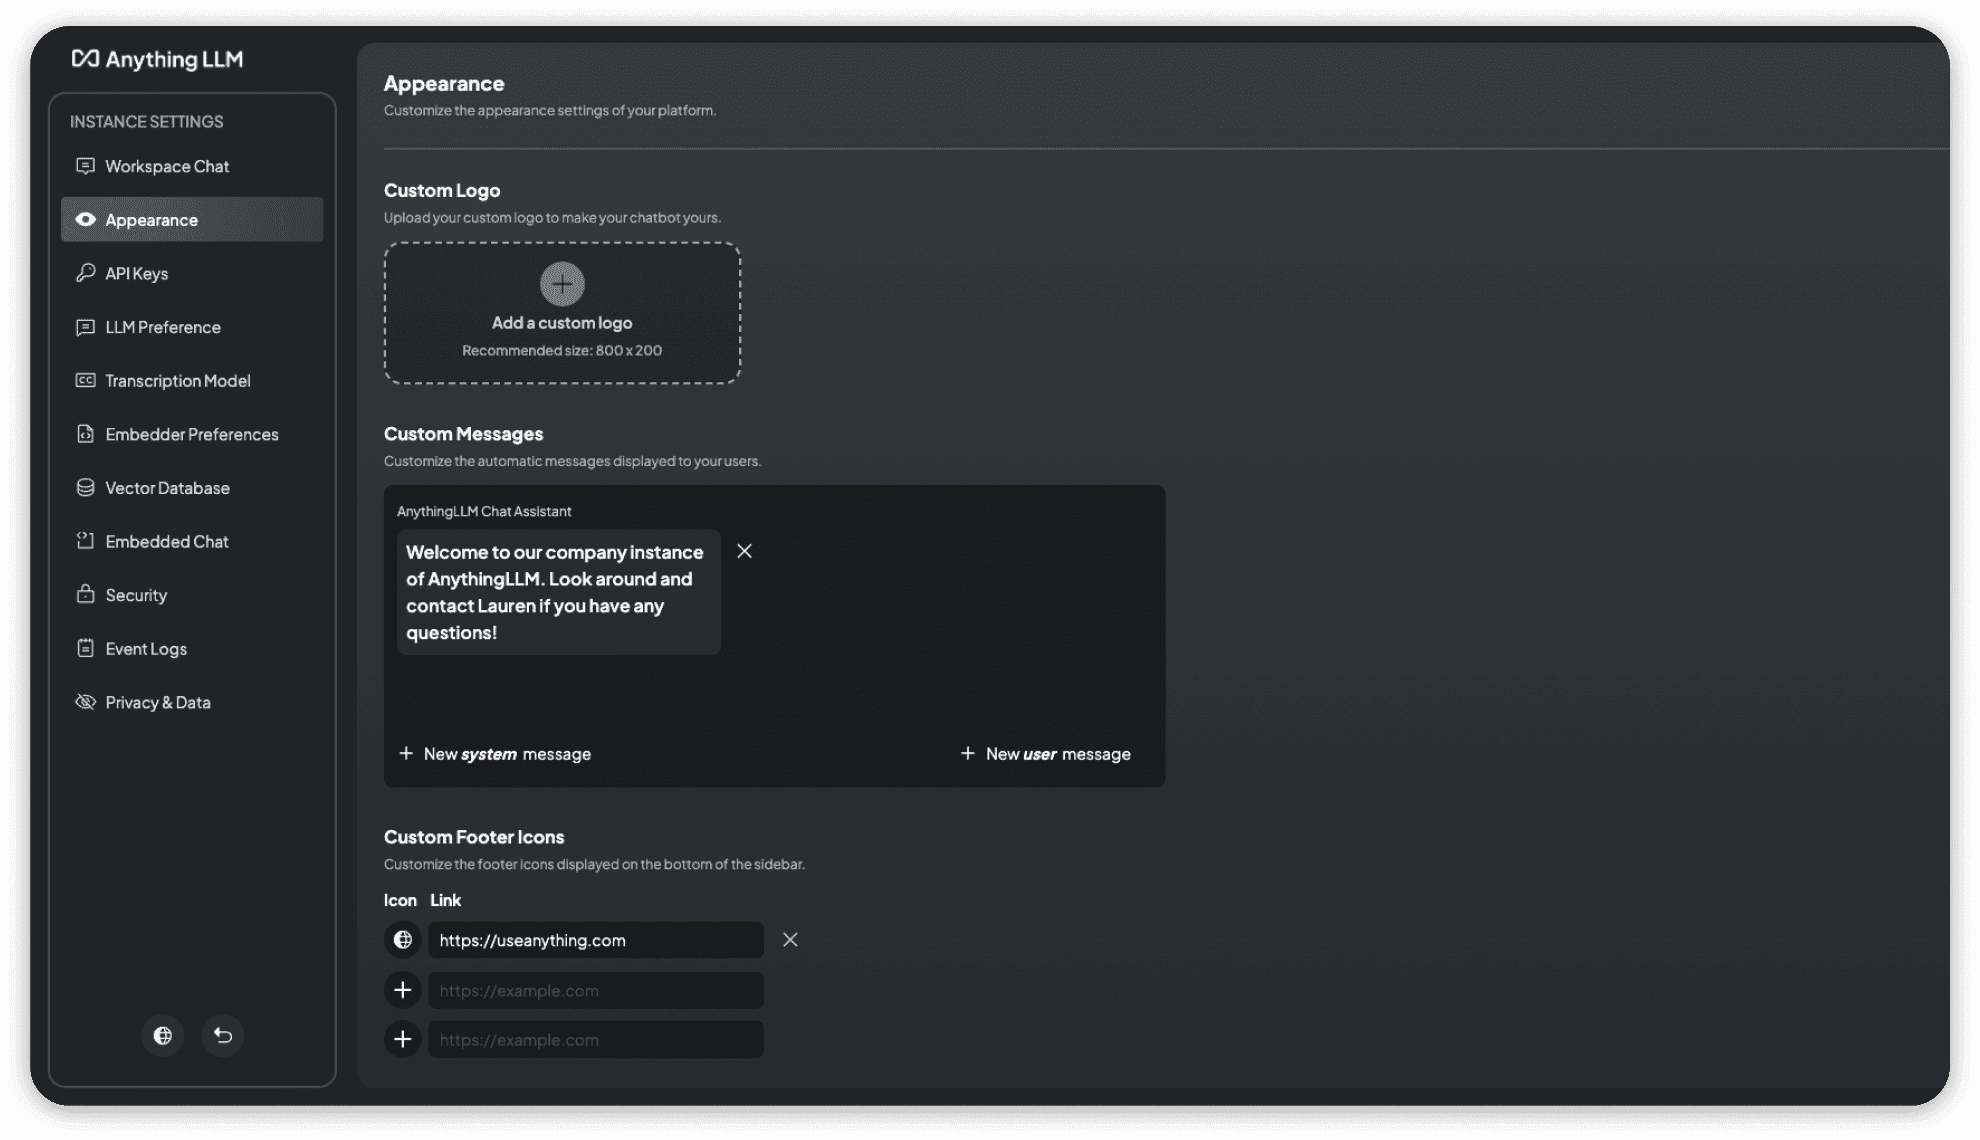 Anything LLM
INSTANCE SETTINGS
Workspace Chat
Appearance
API Keys
LLM Preference
Transcription Model
Embedder Preferences
Vector Database
Embedded Chat
Security
Event Logs
Privacy & Data
Appearance
Customize the appearance settings of your platform.
Custom Logo
Upload your custom logo to make your chatbot yours.
Add a custom logo
Recommended size: 800 x 200
Custom Messages
Customize the automatic messages displayed to your users.
AnythingLLM Chat Assistant
Welcome to our company instance
of AnythingLLM. Look around and
contact Lauren if you have any
questions!
New system message
New user message
Custom Footer Icons
Customize the footer icons displayed on the bottom of the sidebar.
Icon Link
https://useanything.com
https://example.com
https://example.com